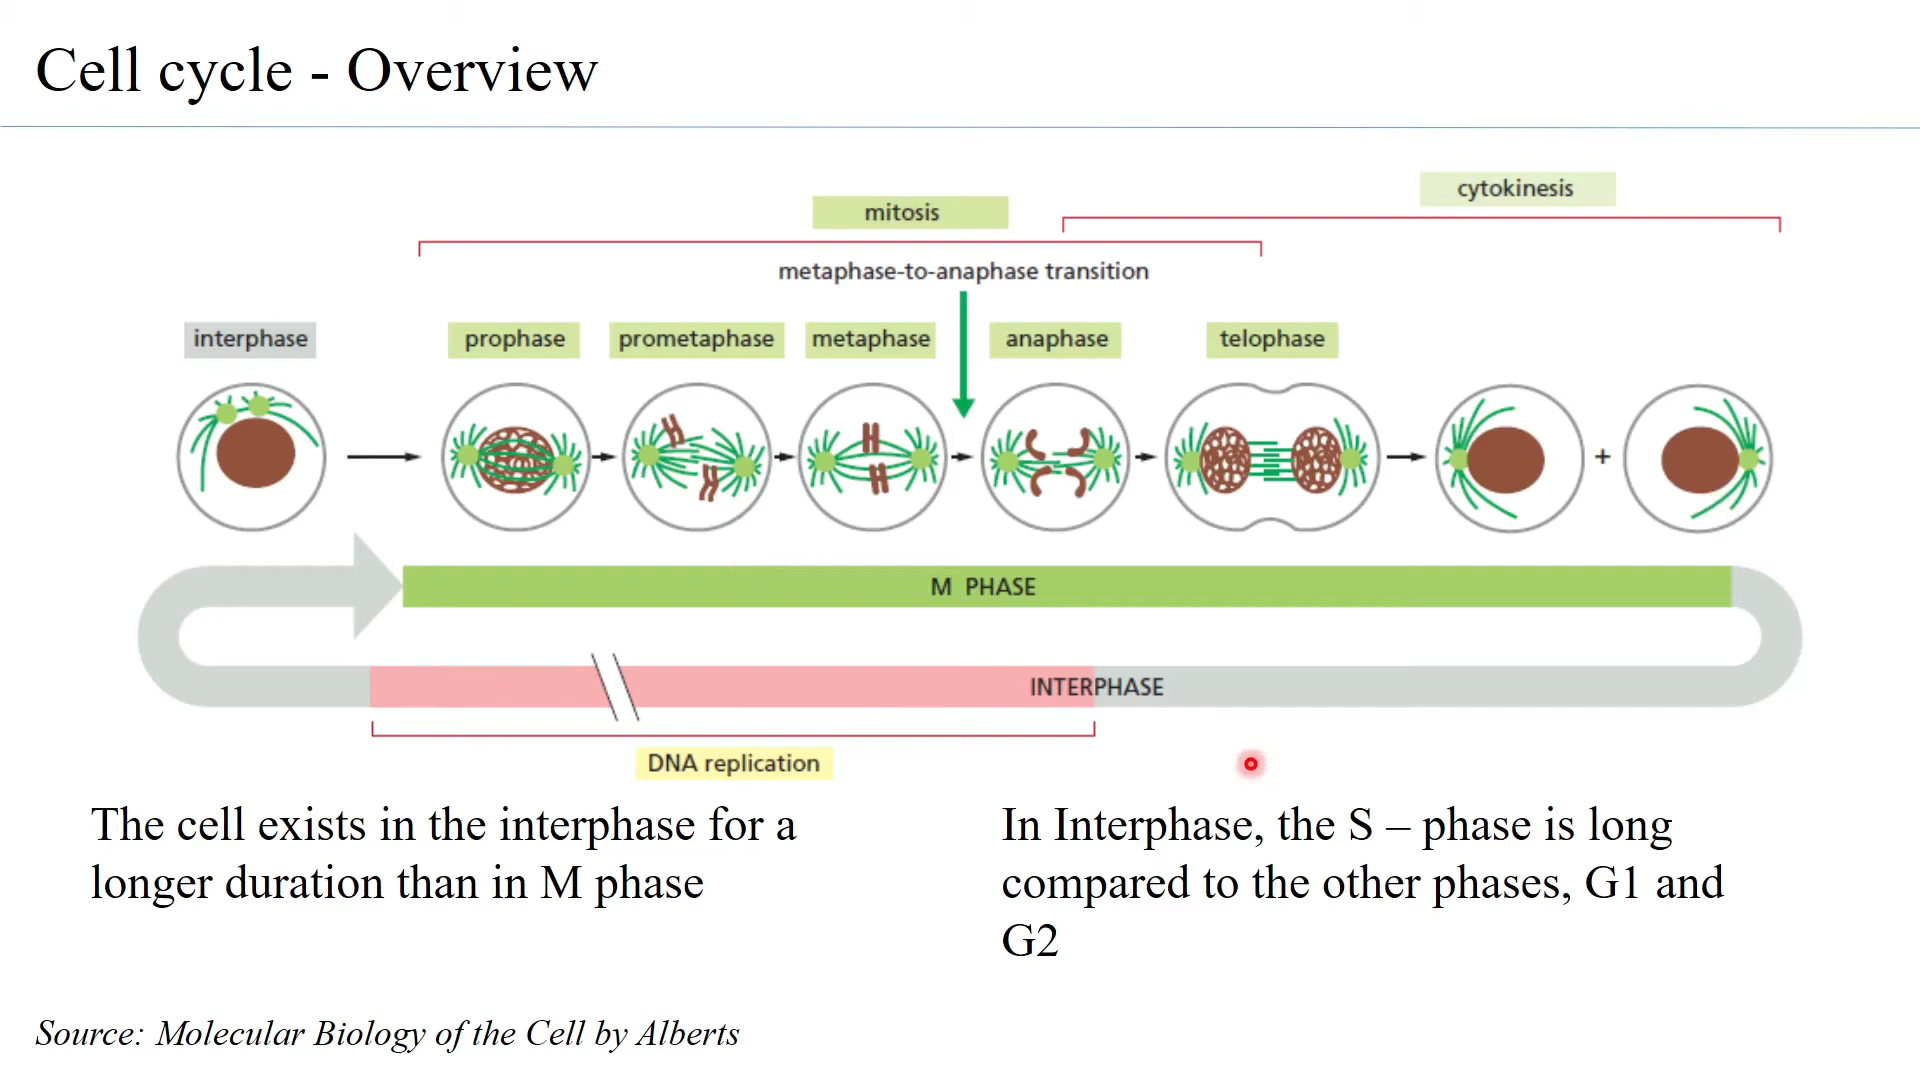 Cell cycle - Overview
cytokinesis
mitosis
metaphase-to-anaphase transition
interphase
prophase
prometaphase
metaphase
anaphase
telophase
+
M PHASE
INTERPHASE
DNA replication
The cell exists in the interphase for a
longer duration than in M phase
In Interphase, the S – phase is long
compared to the other phases, G1 and
G2
Source: Molecular Biology of the Cell by Alberts